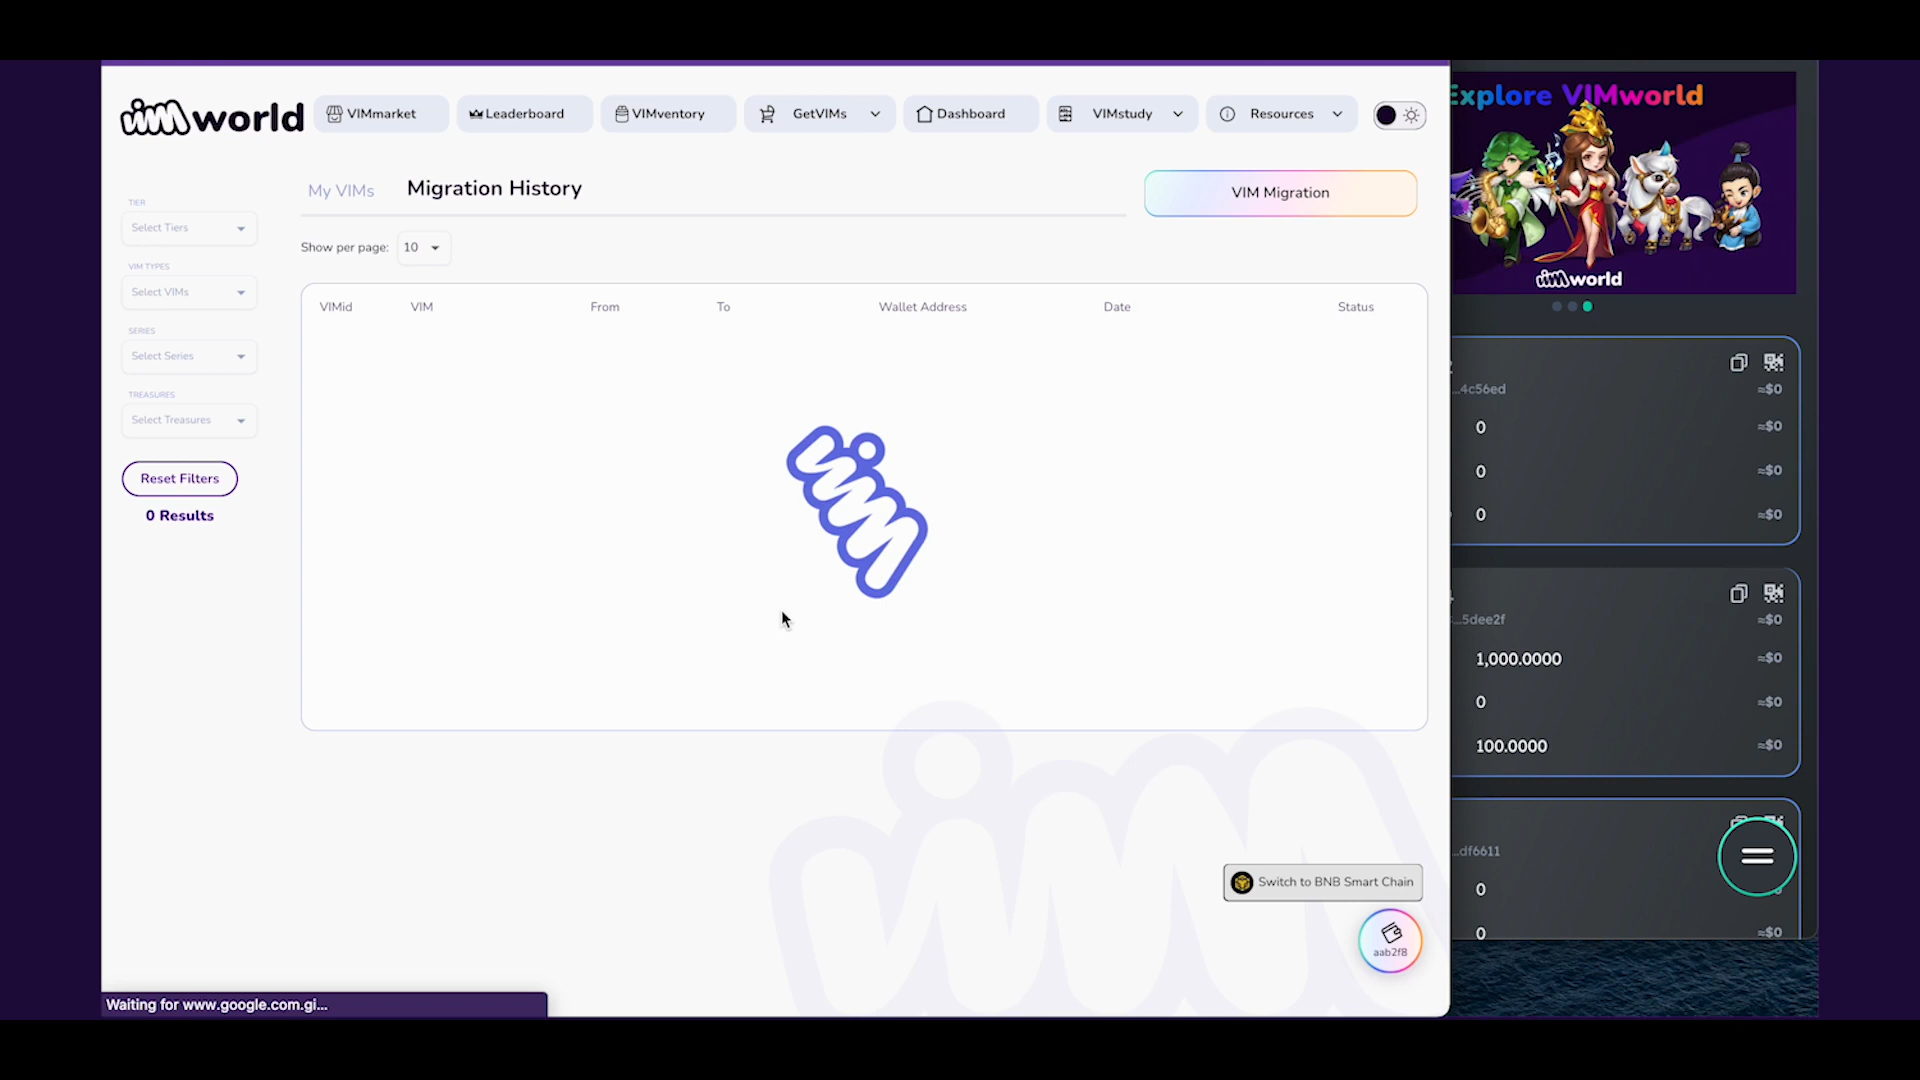 vimworld
VIMmarket
Leaderboard
VIMventory
GetVIMs
Dashboard
VIMstudy
Resources
My VIMs
Migration History
VIM Migration
TIER
Select Tiers
VIM TYPES
Select VIMs
SERIES
Select Series
TREASURES
Select Treasures
Reset Filters
0 Results
Show per page: 10
VIMid VIM From To Wallet Address Date Status
vim
vim
Switch to BNB Smart Chain
aab2f8
Waiting for www.google.com.gi...
Explore VIMworld
vimworld
...4c56ed ≈$0
0 ≈$0
0 ≈$0
0 ≈$0
...5dee2f ≈$0
1,000.0000 ≈$0
0 ≈$0
100.0000 ≈$0
...df6611
0
0 ≈$0